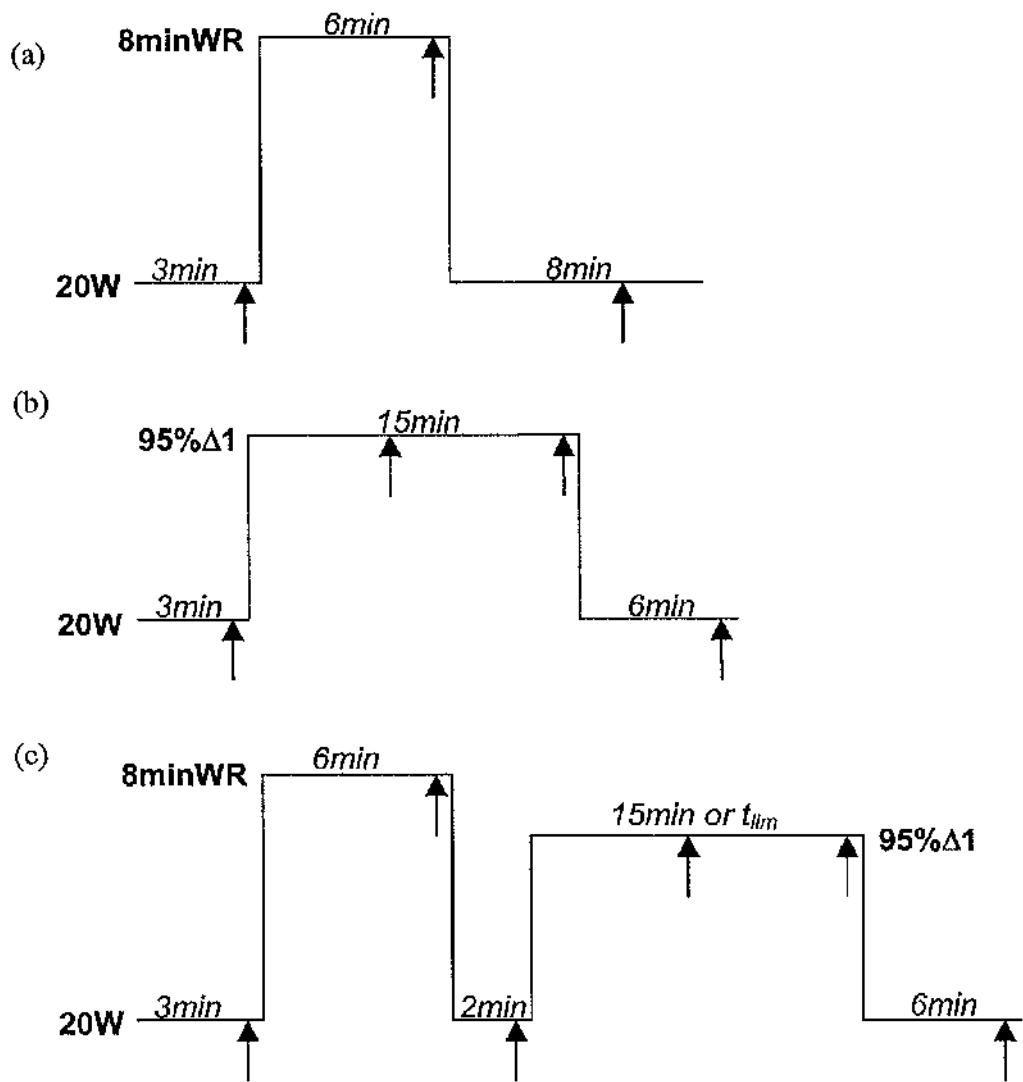 (a)
8minWR
6min
3min
20W
8min
(b)
95%Δ1
15min
3min
20W
6min
(c)
8minWR
6min
15min or tlim
95%Δ1
3min
20W
2min
6min